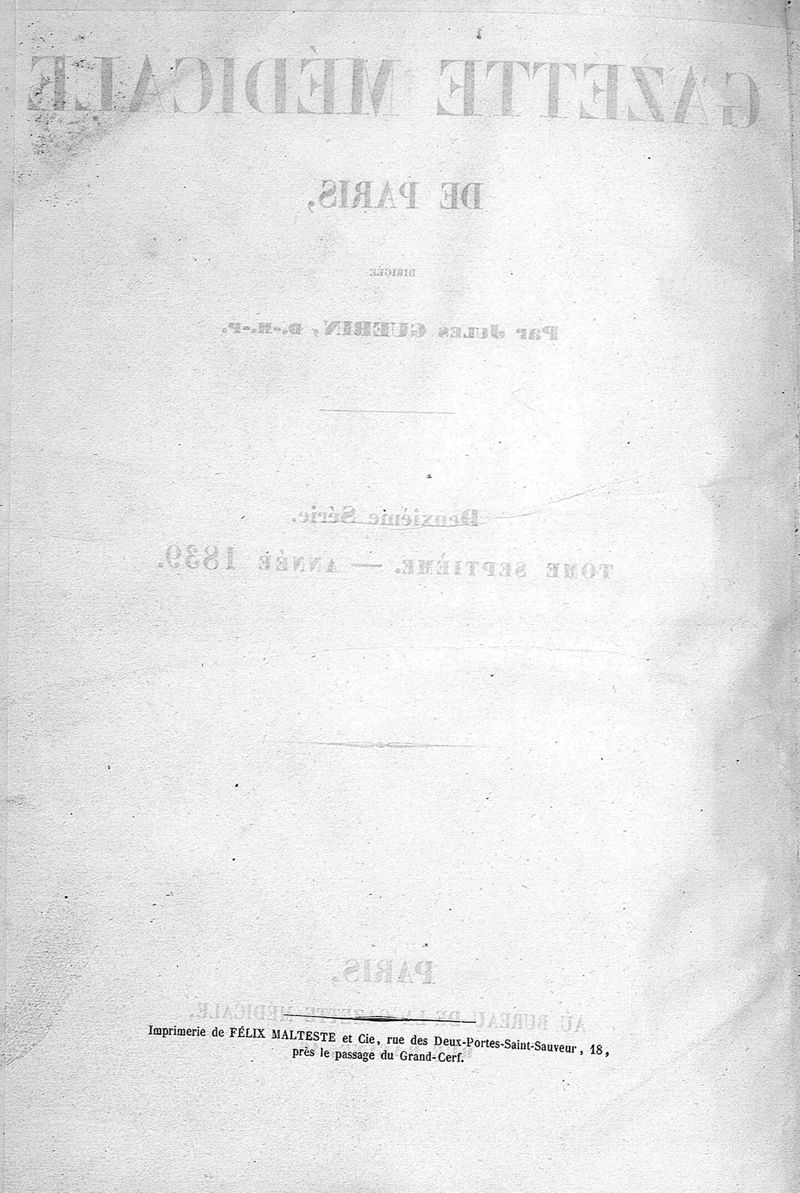 GAZETTE MÉDICALE
DE PARIS,
DIRIGÉE
Par JULES GUERIN, D.-M.-P.
Deuxième Série.
TOME SEPTIÈME. — ANNÉE 1839.
PARIS,
AU BUREAU DE LA GAZETTE MÉDICALE,
Imprimerie de FÉLIX MALTESTE et Cie, rue des Deux-Portes-Saint-Sauveur, 18,
près le passage du Grand-Cerf.